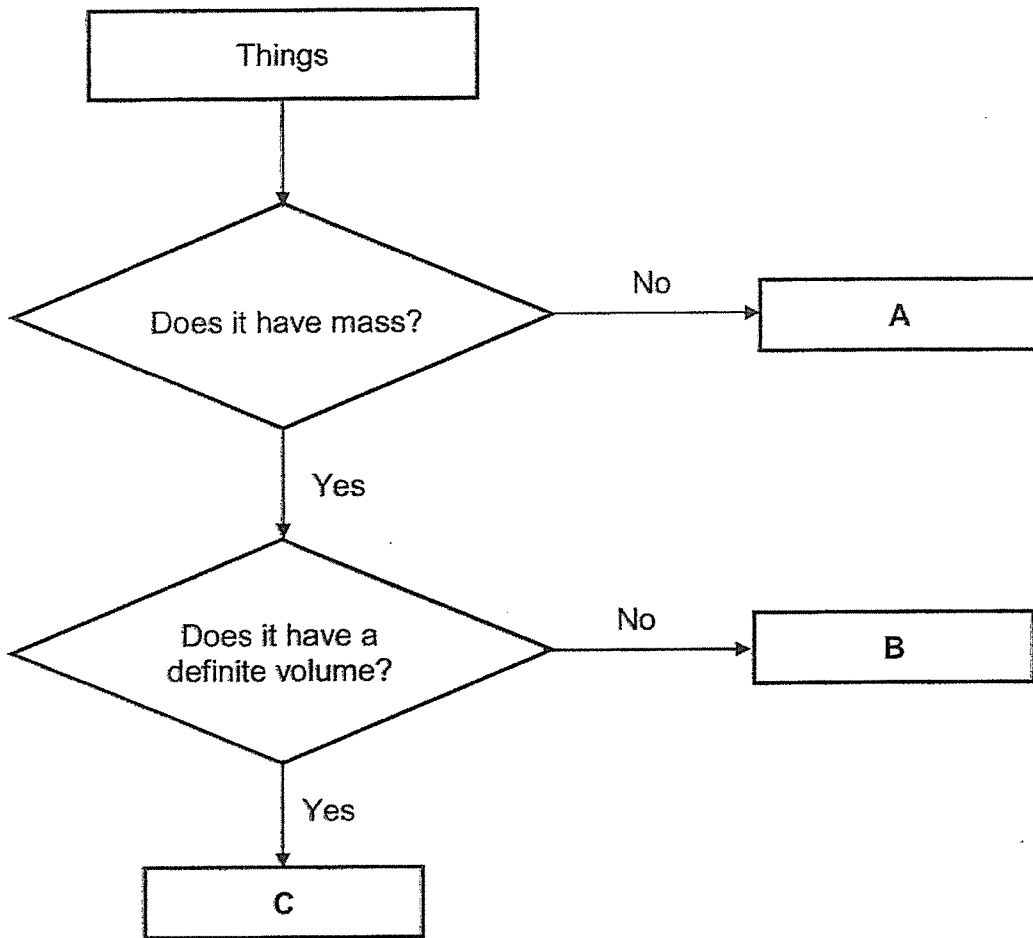 Things
Does it have mass?
No
A
Yes
Does it have a
definite volume?
No
B
Yes
C